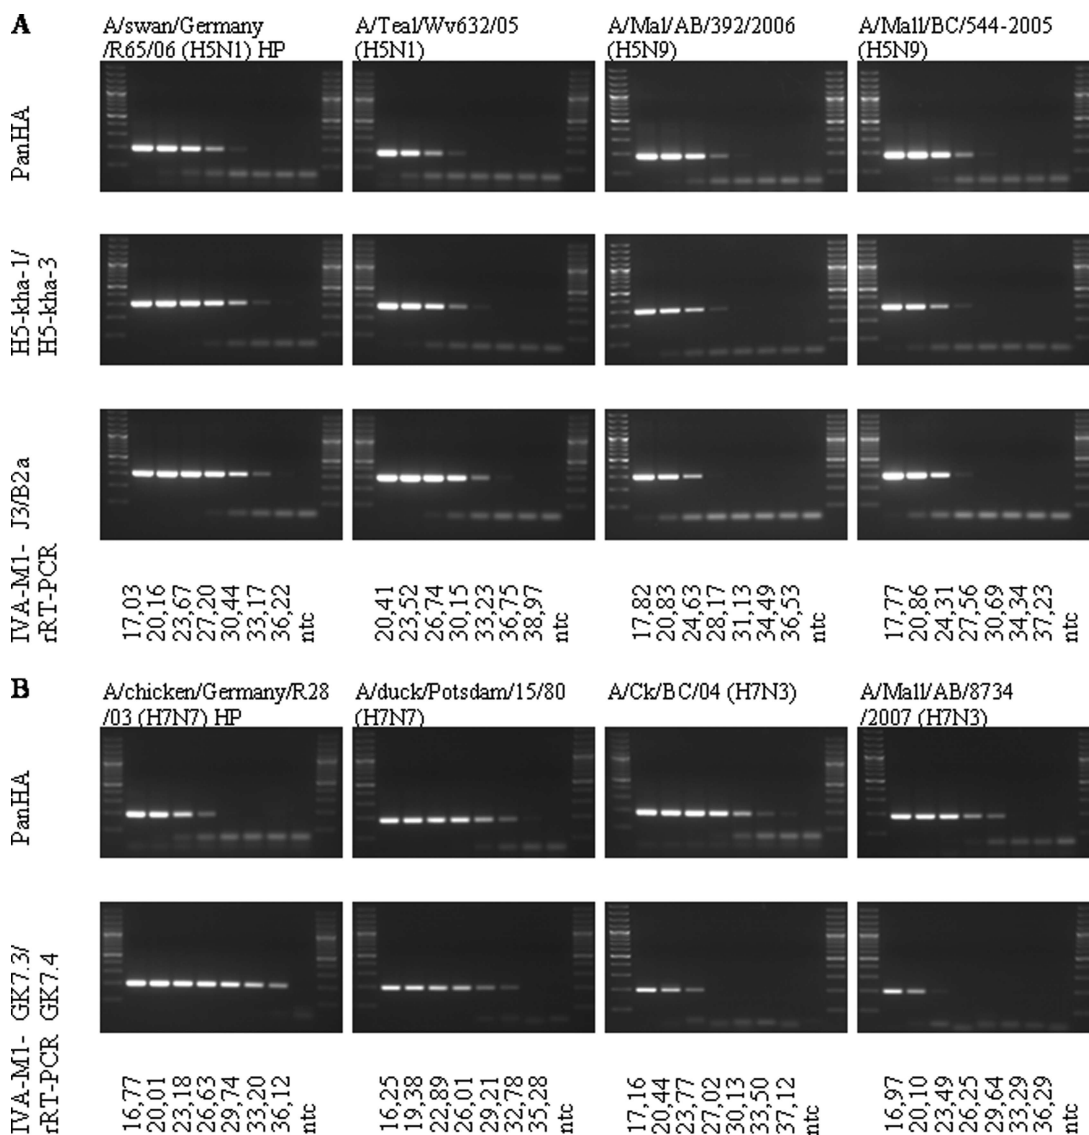 A
A/swan/Germany
/R65/06 (H5N1) HP
A/Teal/Wv632/05
(H5N1)
A/Mal/AB/392/2006
(H5N9)
A/Mall/BC/544-2005
(H5N9)
PanHA
H5-kha-1/
H5-kha-3
J3/B2a
IVA-M1-
rRT-PCR
17,03
20,16
23,67
27,20
30,44
33,17
36,22
ntc
20,41
23,52
26,74
30,15
33,23
36,75
38,97
ntc
17,82
20,83
24,63
28,17
31,13
34,49
36,53
ntc
17,77
20,86
24,31
27,56
30,69
34,34
37,23
ntc
B
A/chicken/Germany/R28
/03 (H7N7) HP
A/duck/Potsdam/15/80
(H7N7)
A/Ck/BC/04 (H7N3)
A/Mall/AB/8734
/2007 (H7N3)
PanHA
GK7.3/
GK7.4
IVA-M1-
rRT-PCR
16,77
20,01
23,18
26,63
29,74
33,20
36,12
ntc
16,25
19,38
22,89
26,01
29,21
32,78
35,28
ntc
17,16
20,44
23,77
27,02
30,13
33,50
37,12
ntc
16,97
20,10
23,49
26,25
29,64
33,29
36,29
ntc